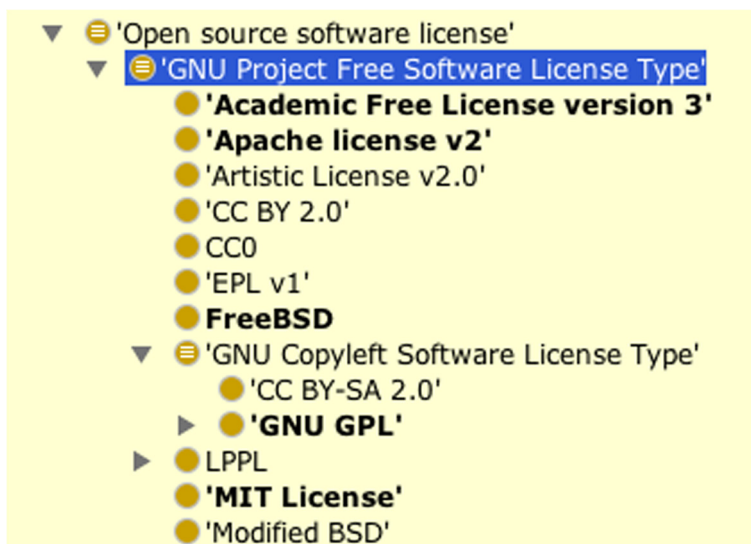 'Open source software license'
'GNU Project Free Software License Type'
'Academic Free License version 3'
'Apache license v2'
'Artistic License v2.0'
'CC BY 2.0'
CC0
'EPL v1'
FreeBSD
'GNU Copyleft Software License Type'
'CC BY-SA 2.0'
'GNU GPL'
LPPL
'MIT License'
'Modified BSD'